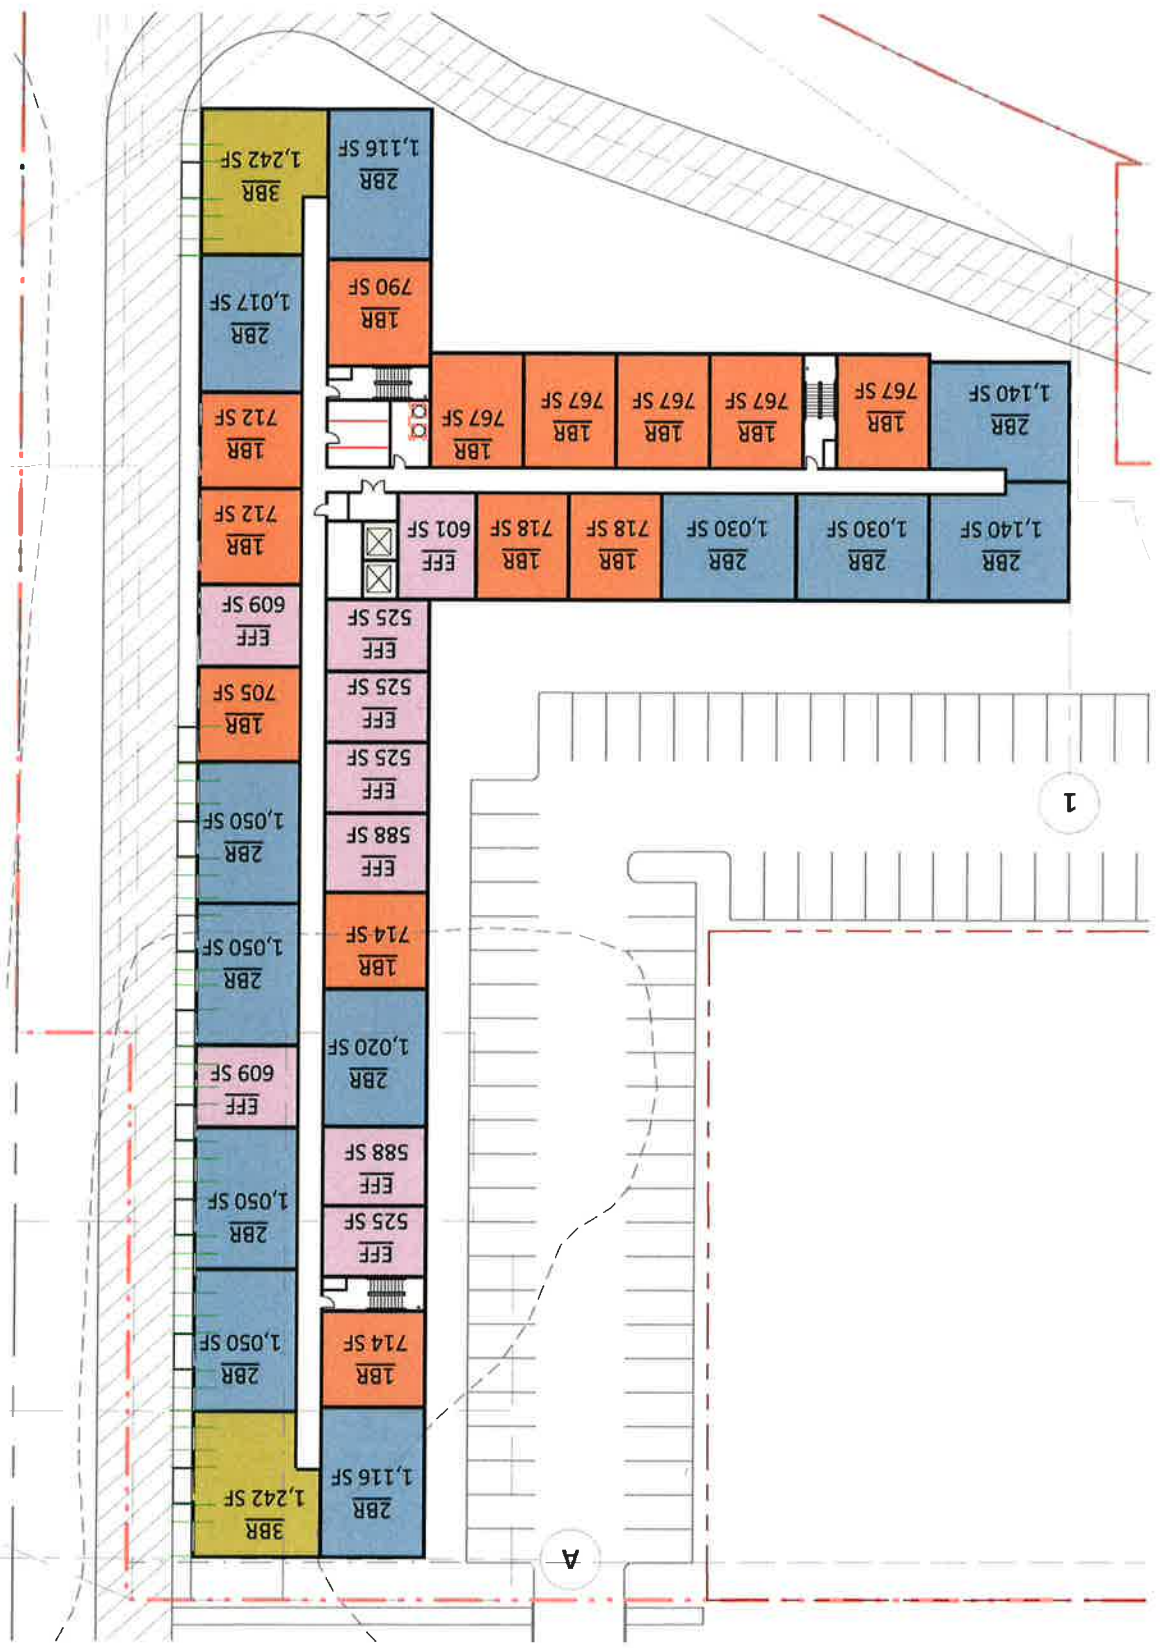 A
2BR
1,116 SF
3BR
1,242 SF
1BR
714 SF
2BR
1,050 SF
EFF
525 SF
2BR
1,050 SF
EFF
588 SF
EFF
609 SF
2BR
1,020 SF
2BR
1,050 SF
1BR
714 SF
2BR
1,050 SF
EFF
588 SF
1
EFF
525 SF
1BR
705 SF
EFF
525 SF
EFF
609 SF
EFF
525 SF
2BR
1,140 SF
2BR
1,030 SF
2BR
1,030 SF
1BR
718 SF
1BR
718 SF
EFF
601 SF
1BR
712 SF
2BR
1,140 SF
1BR
767 SF
1BR
767 SF
1BR
767 SF
1BR
767 SF
1BR
767 SF
1BR
712 SF
1BR
790 SF
2BR
1,017 SF
2BR
1,116 SF
3BR
1,242 SF